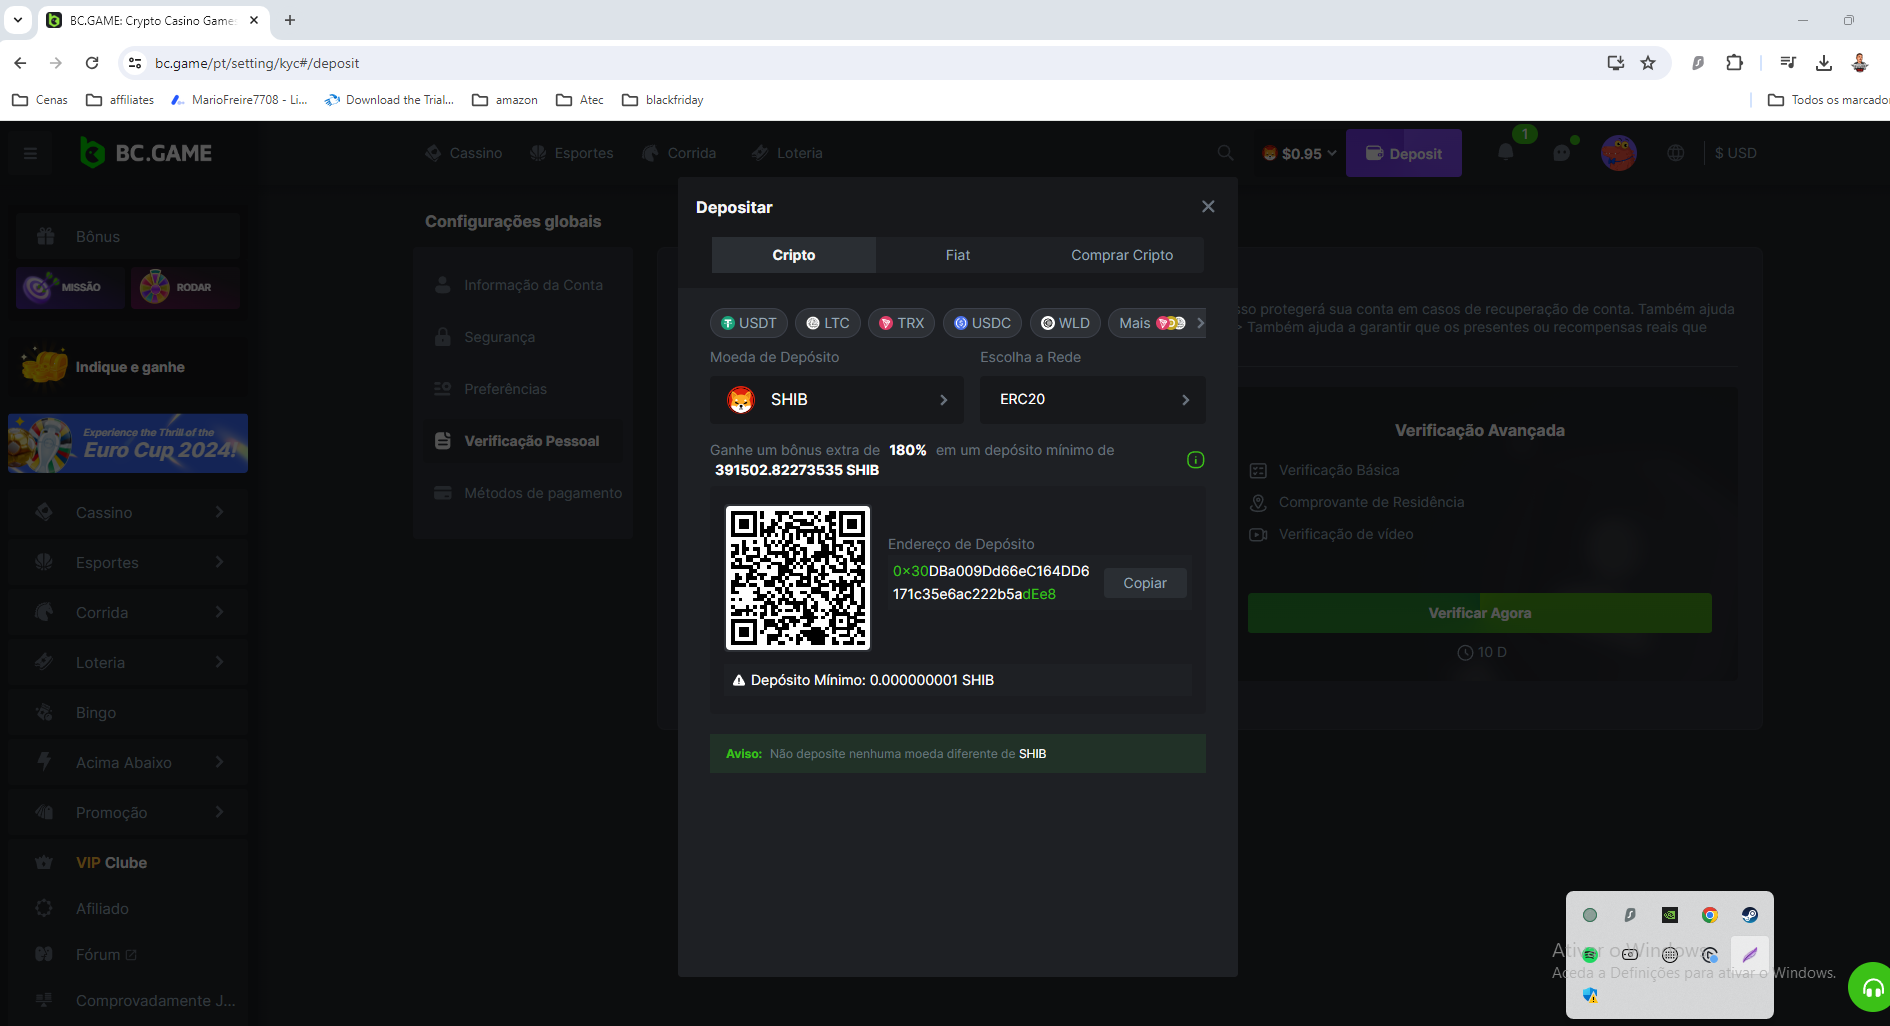 BC.GAME: Crypto Casino Game
bc.game/pt/setting/kyc#/deposit
Cenas
affiliates
MarioFreire7708 - Li...
Download the Trial...
amazon
Atec
blackfriday
Todos os marcado
BC.GAME
Cassino
Esportes
Corrida
Loteria
$0.95
Deposit
1
$ USD
Bônus
MISSÃO
RODAR
Indique e ganhe
Experience the Thrill of the
Euro Cup 2024!
Cassino
Esportes
Corrida
Loteria
Bingo
Acima Abaixo
Promoção
VIP Clube
Afiliado
Fórum
Comprovadamente J...
Configurações globais
Informação da Conta
Segurança
Preferências
Verificação Pessoal
Métodos de pagamento
Depositar
Cripto
Fiat
Comprar Cripto
USDT
LTC
TRX
USDC
WLD
Mais
Moeda de Depósito
Escolha a Rede
SHIB
ERC20
Ganhe um bônus extra de 180% em um depósito mínimo de
391502.82273535 SHIB
Endereço de Depósito
0x30DBa009Dd66eC164DD6
171c35e6ac222b5adEe8
Copiar
Depósito Mínimo: 0.000000001 SHIB
Aviso: Não deposite nenhuma moeda diferente de SHIB
sso protegerá sua conta em casos de recuperação de conta. Também ajuda
> Também ajuda a garantir que os presentes ou recompensas reais que
Verificação Avançada
Verificação Básica
Comprovante de Residência
Verificação de vídeo
Verificar Agora
10 D
Ativar o Windows
Aceda a Definições para ativar o Windows.